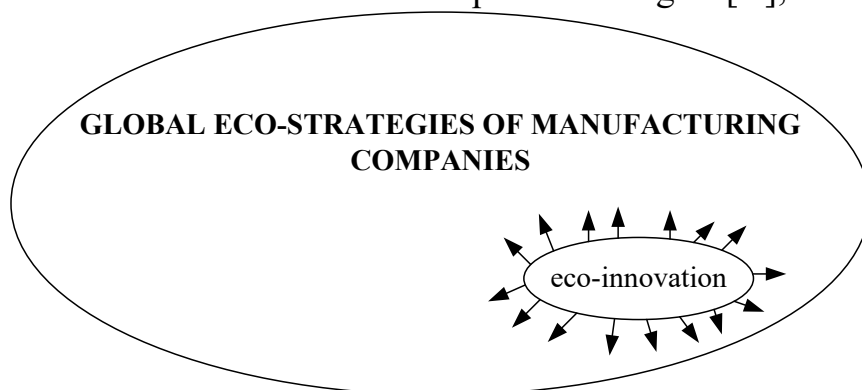 GLOBAL ECO-STRATEGIES OF MANUFACTURING
COMPANIES
eco-innovation